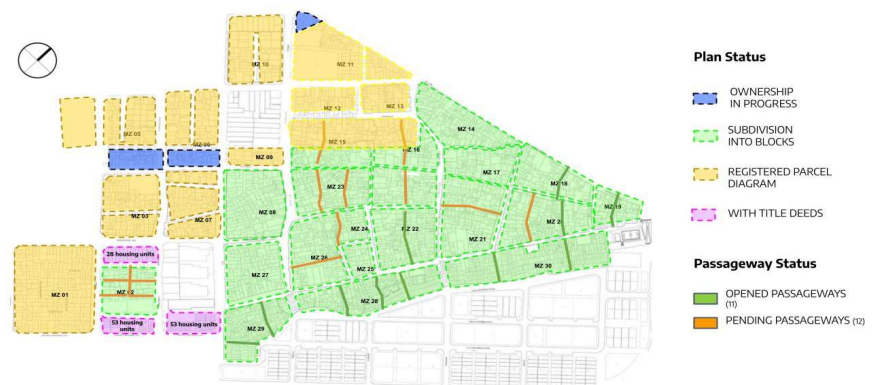 MZ 10
MZ 11
MZ 12
MZ 13
MZ 05
MZ 06
MZ 15
MZ 14
MZ 09
MZ 16
MZ 17
MZ 18
MZ 23
MZ 19
MZ 03
MZ 07
MZ 08
MZ 24
MZ 22
MZ 21
MZ 2
28 housing units
MZ 26
MZ 25
MZ 27
MZ 30
MZ 01
MZ 02
MZ 28
53 housing units
53 housing units
MZ 29
Plan Status
OWNERSHIP
IN PROGRESS
SUBDIVISION
INTO BLOCKS
REGISTERED PARCEL
DIAGRAM
WITH TITLE DEEDS
Passageway Status
OPENED PASSAGEWAYS
(11)
PENDING PASSAGEWAYS (12)